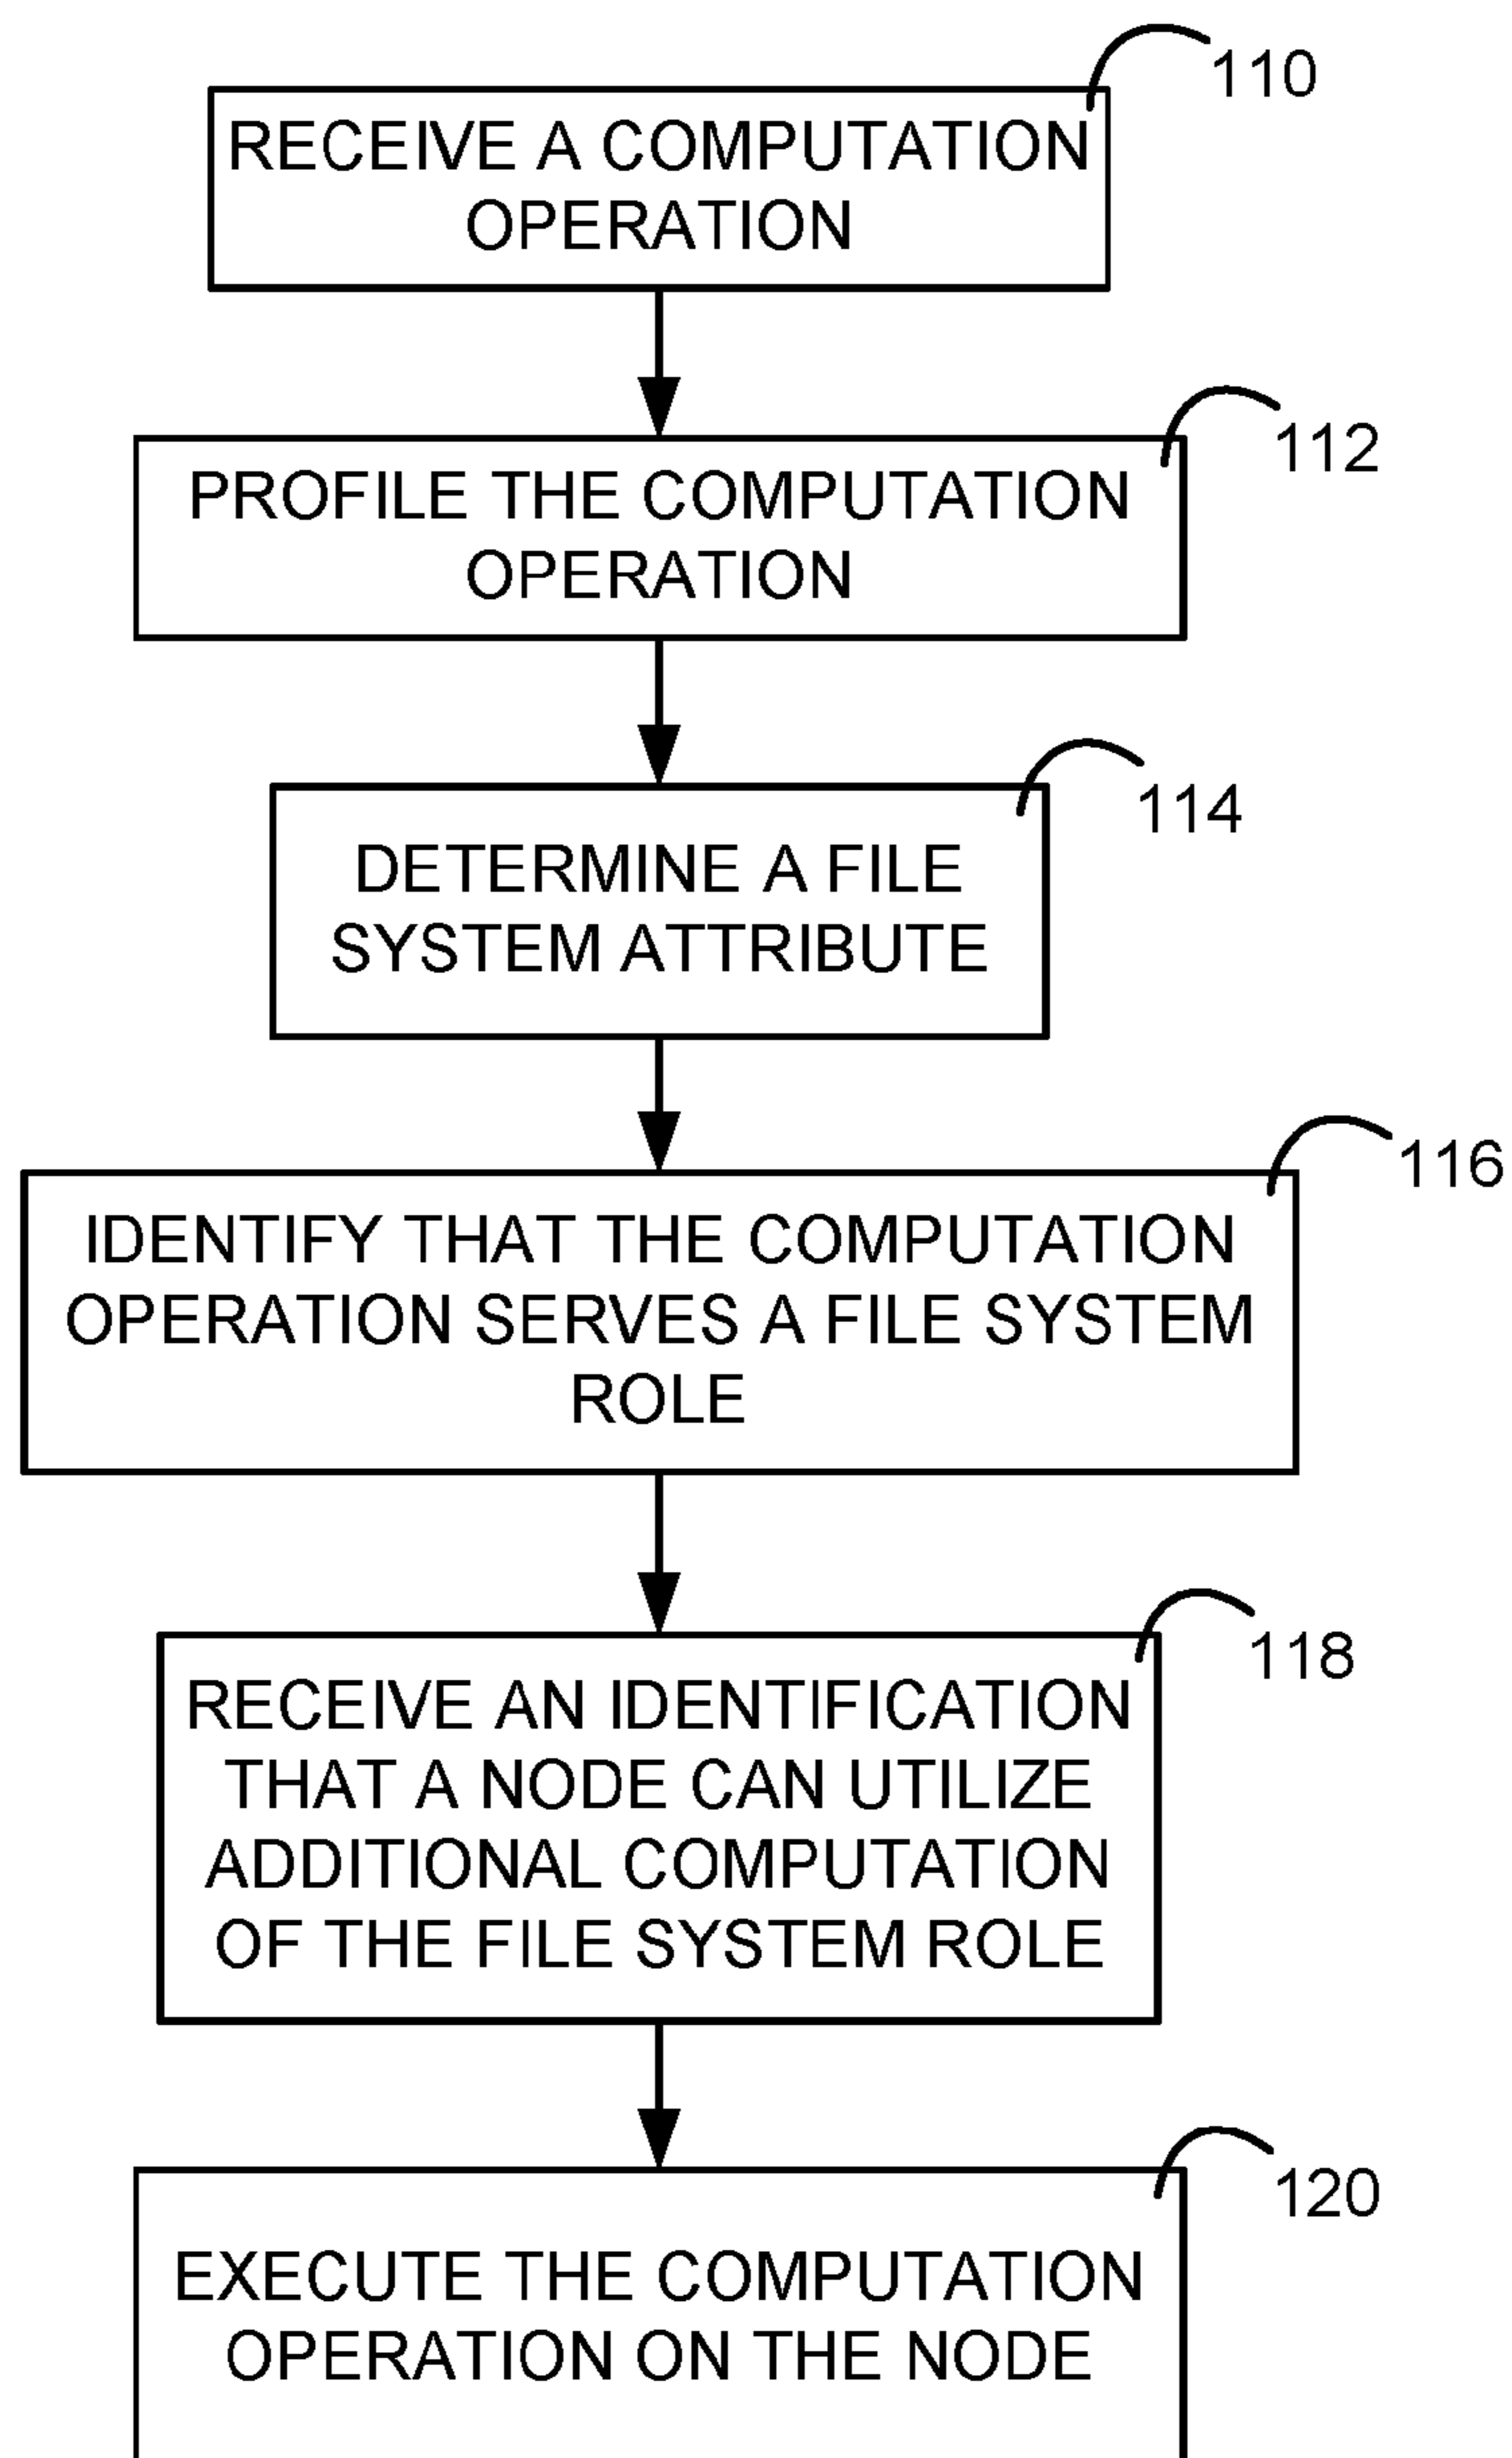 110
RECEIVE A COMPUTATION
OPERATION
112
PROFILE THE COMPUTATION
OPERATION
114
DETERMINE A FILE
SYSTEM ATTRIBUTE
116
IDENTIFY THAT THE COMPUTATION
OPERATION SERVES A FILE SYSTEM
ROLE
118
RECEIVE AN IDENTIFICATION
THAT A NODE CAN UTILIZE
ADDITIONAL COMPUTATION
OF THE FILE SYSTEM ROLE
120
EXECUTE THE COMPUTATION
OPERATION ON THE NODE